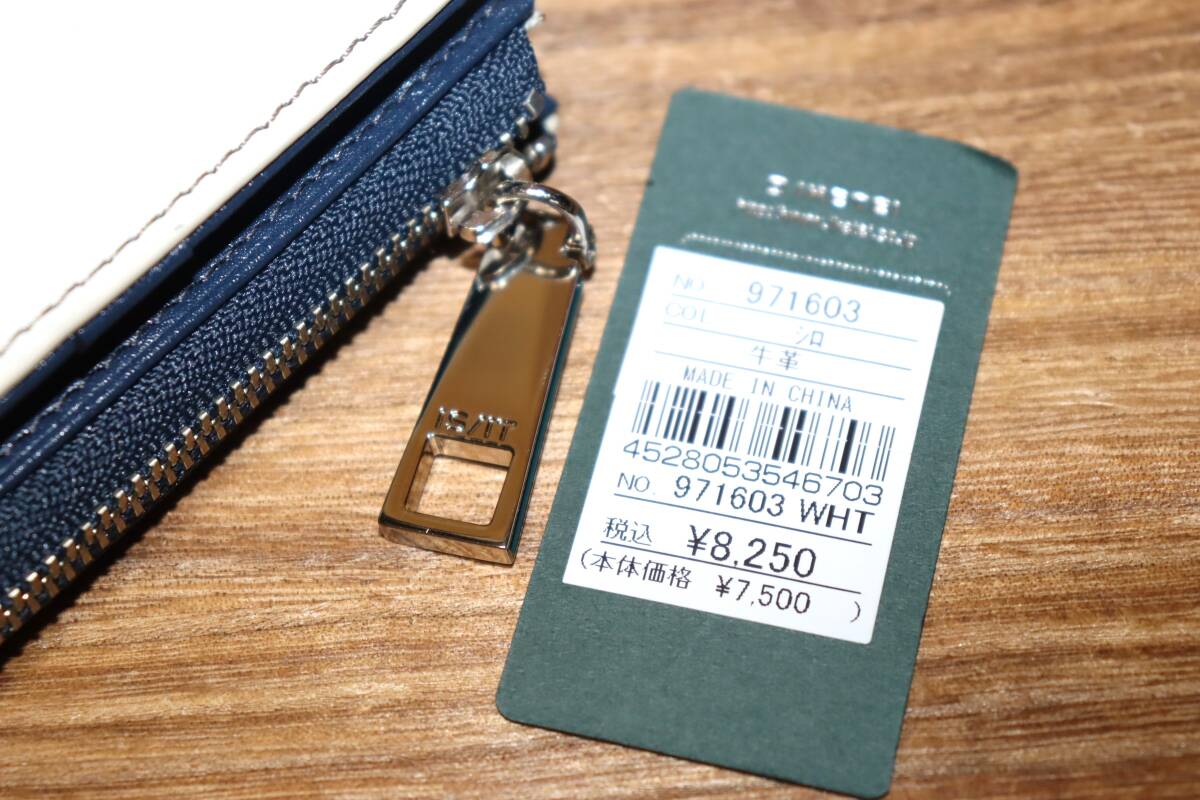 IS/IT
NO. 971603
COL シロ
牛革
MADE IN CHINA
4528053546703
NO. 971603 WHT
税込 ¥8,250
(本体価格 ¥7,500 )